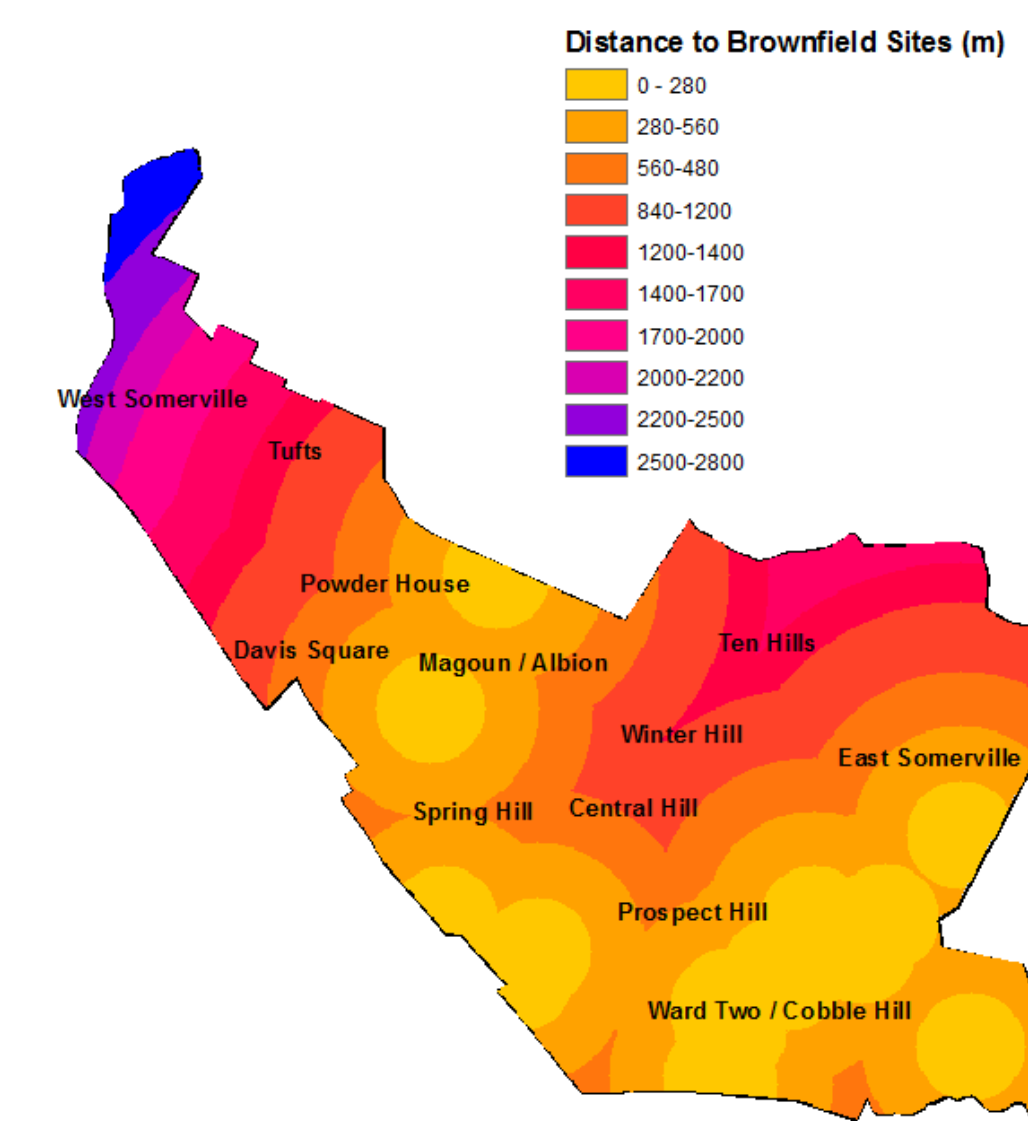 Distance to Brownfield Sites (m)
0 - 280
280-560
560-480
840-1200
1200-1400
1400-1700
1700-2000
2000-2200
2200-2500
2500-2800
West Somerville
Tufts
Powder House
Davis Square
Magoun / Albion
Ten Hills
Winter Hill
East Somerville
Spring Hill
Central Hill
Prospect Hill
Ward Two / Cobble Hill